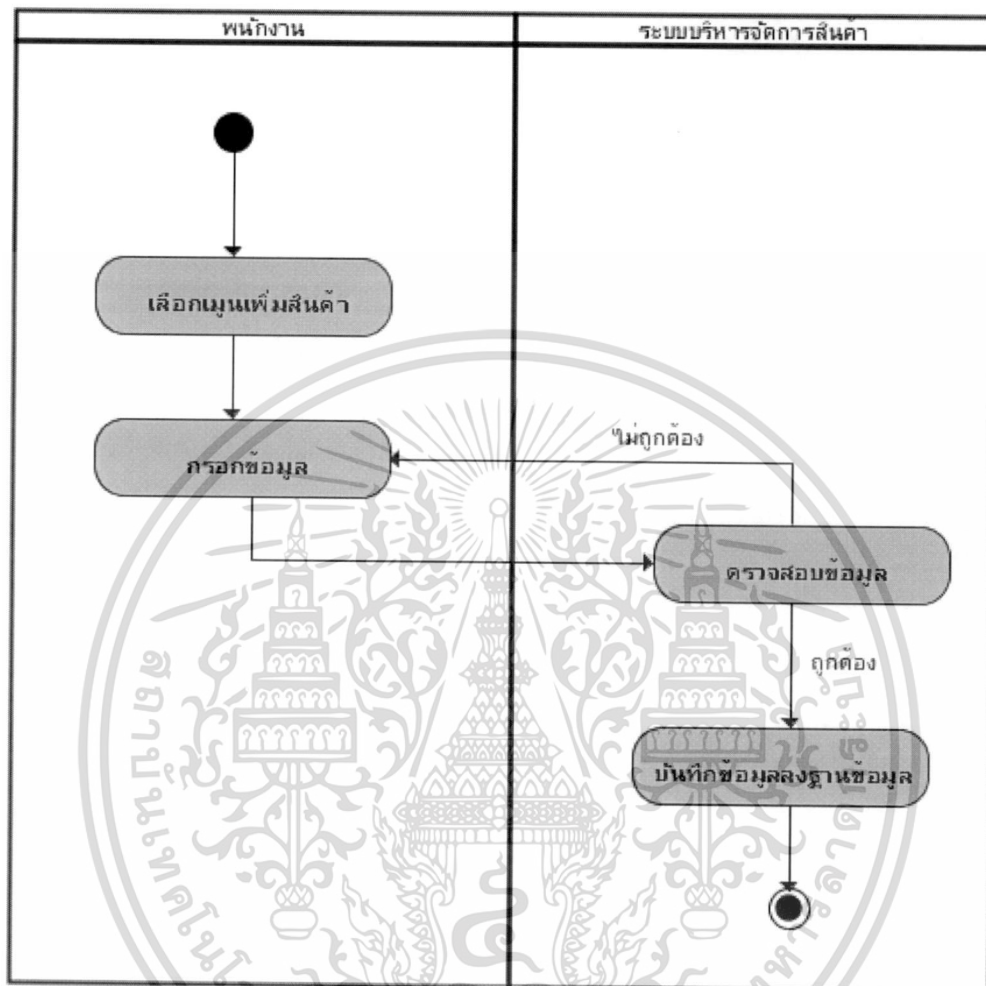 พนักงาน
ระบบบริหารจัดการสินค้า
เลือกเมนูเพิ่มสินค้า
กรอกข้อมูล
ไม่ถูกต้อง
ตรวจสอบข้อมูล
ถูกต้อง
บันทึกข้อมูลลงฐานข้อมูล